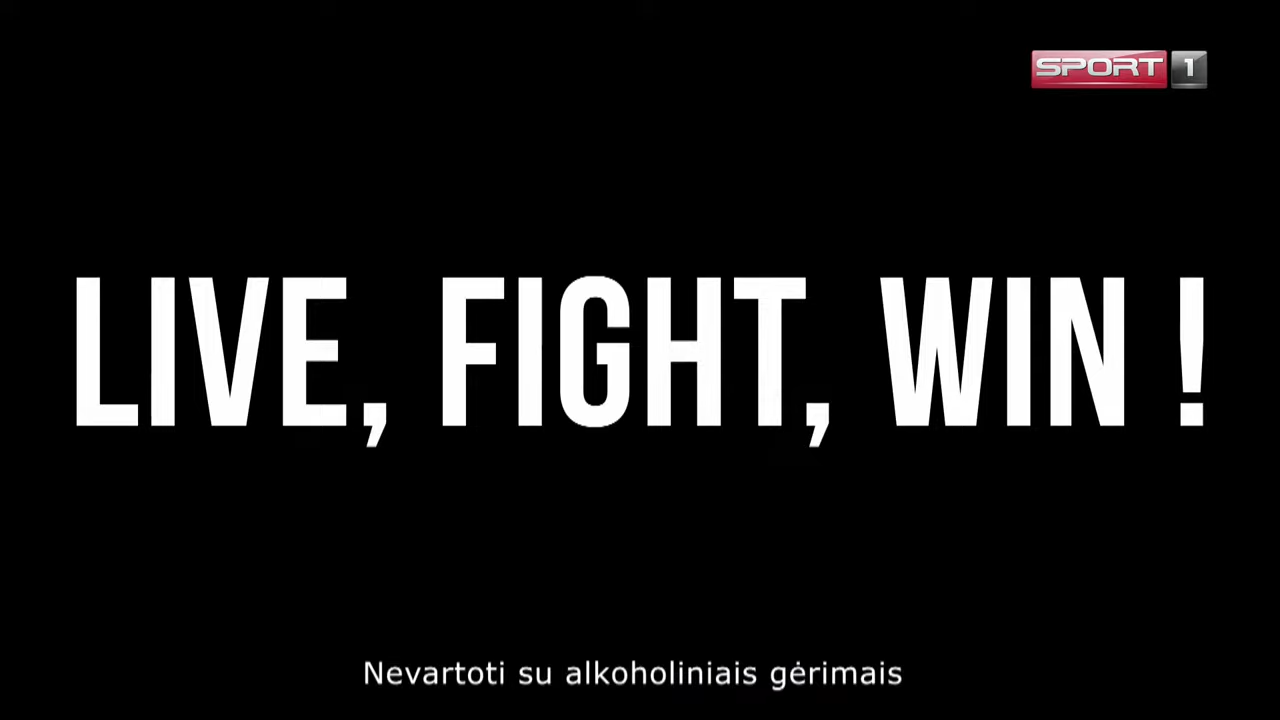 SPORT 1
LIVE, FIGHT, WIN !
Nevartoti su alkoholiniais gėrimais